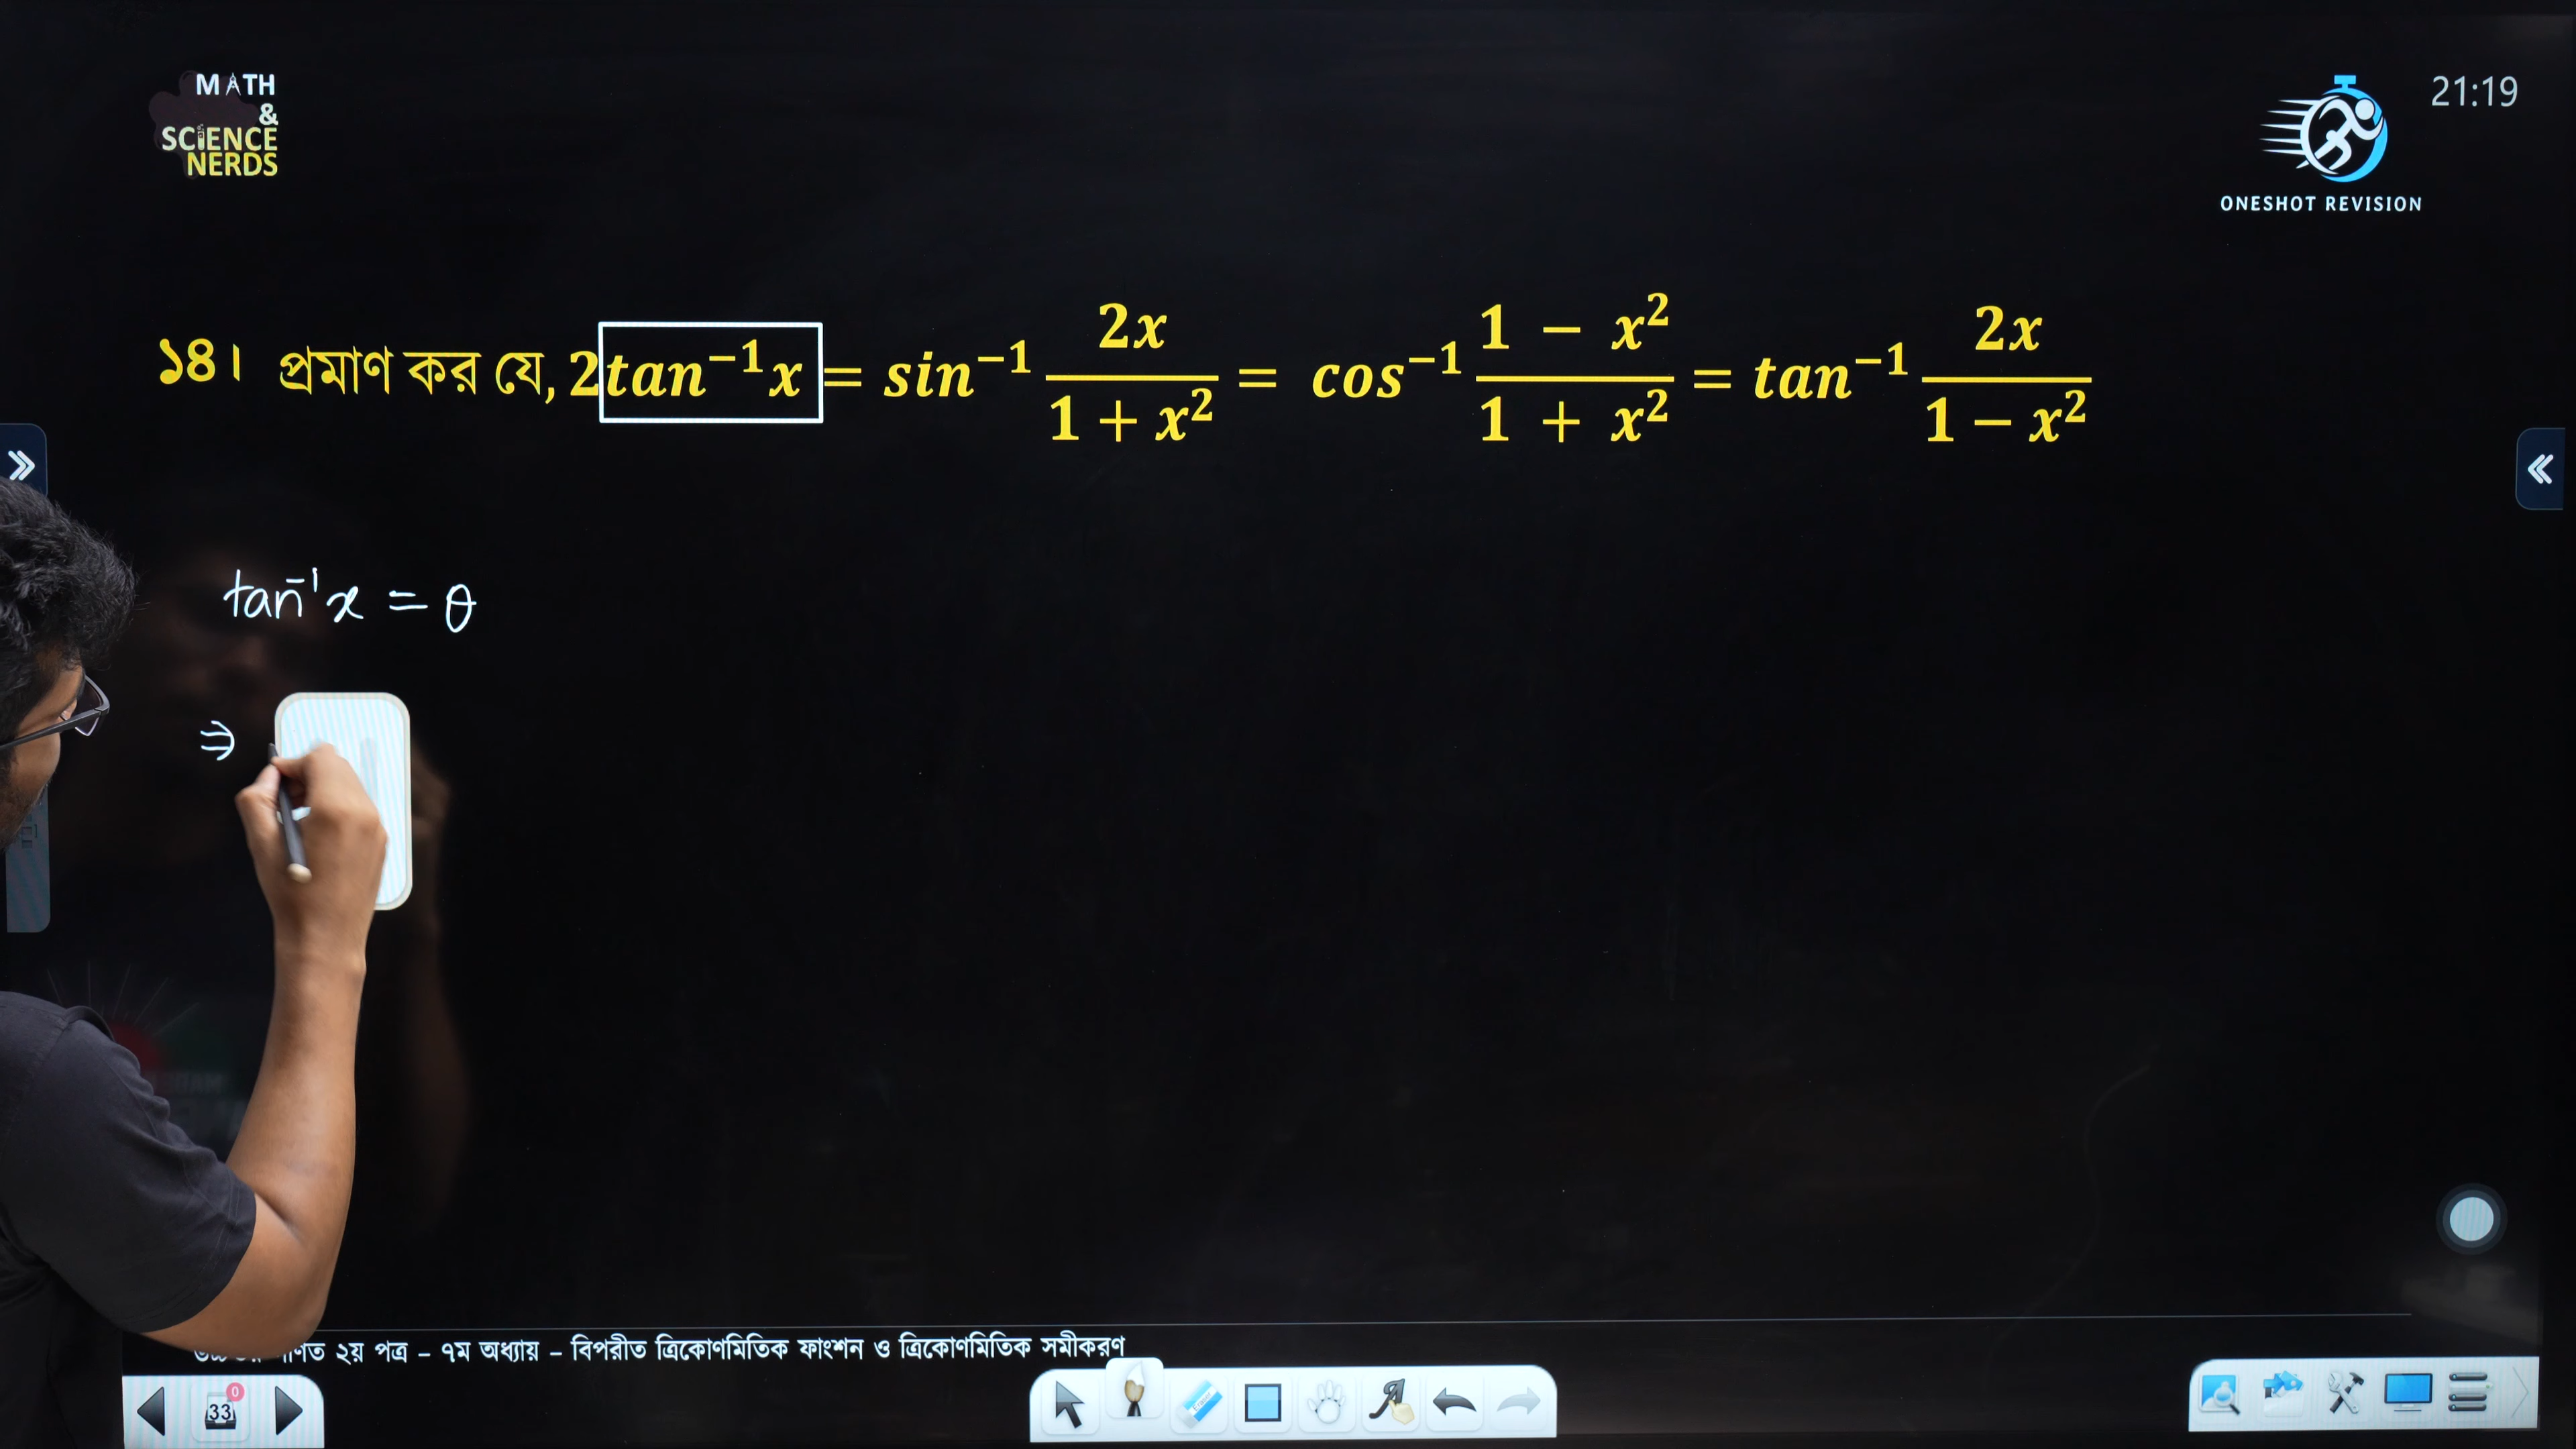 MATH
&
SCIENCE
NERDS
21:19
ONESHOT REVISION
১৪। প্রমাণ কর যে, 2tan⁻¹x = sin⁻¹ 2x/(1 + x²) = cos⁻¹ (1 − x²)/(1 + x²) = tan⁻¹ 2x/(1 − x²)
tan⁻¹x = θ
⇒
২য় পত্র – ৭ম অধ্যায় – বিপরীত ত্রিকোণমিতিক ফাংশন ও ত্রিকোণমিতিক সমীকরণ
33
0